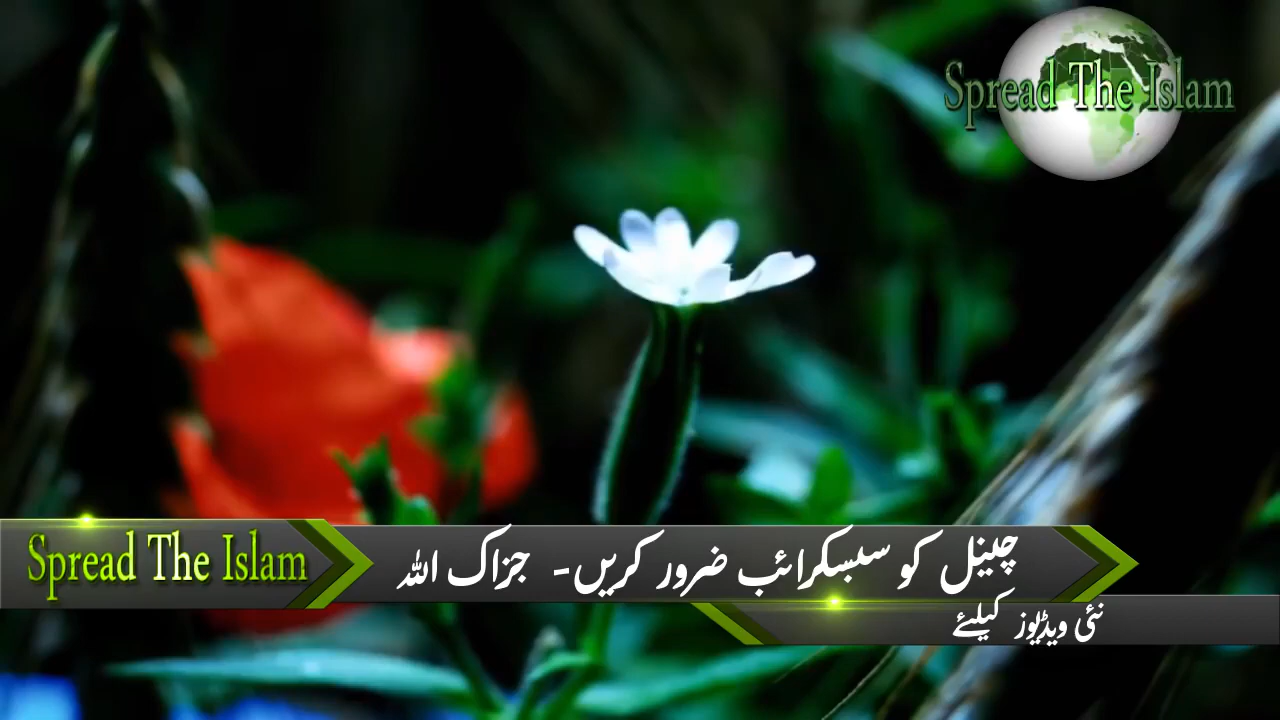 Spread The Islam
Spread The Islam
چینل کو سبسکرائب ضرور کریں۔ جزاک اللہ
نئی ویڈیوز کیلئے